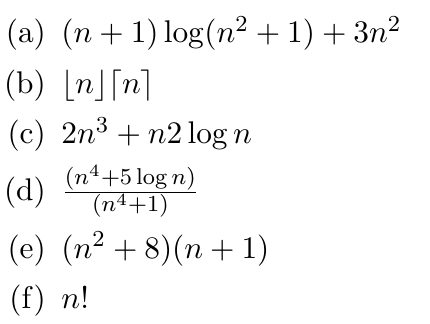 (a) (n + 1) log(n² + 1) + 3n²
(b) ⌊n⌋⌈n⌉
(c) 2n³ + n2 log n
(d) (n⁴+5 log n)/(n⁴+1)
(e) (n² + 8)(n + 1)
(f) n!